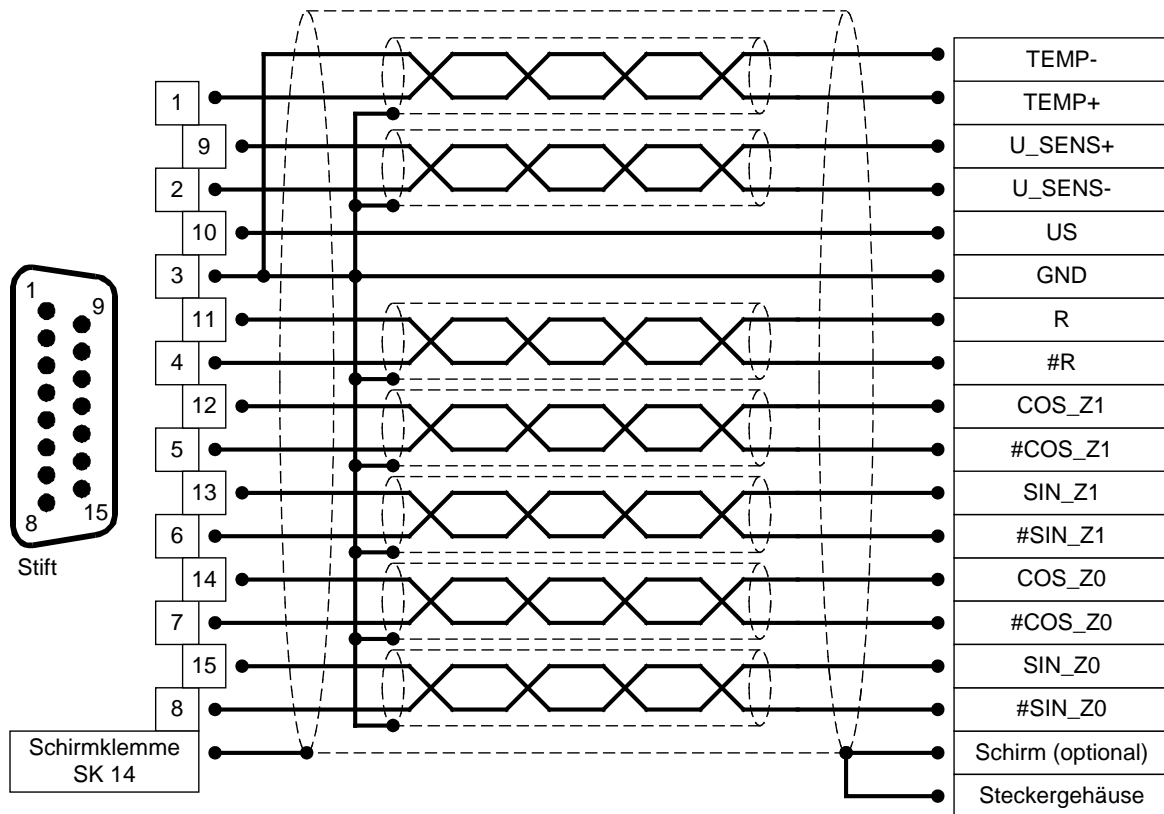 TEMP-
1
TEMP+
9
U_SENS+
2
U_SENS-
10
US
3
GND
11
R
4
#R
12
COS_Z1
5
#COS_Z1
13
SIN_Z1
6
#SIN_Z1
14
COS_Z0
7
#COS_Z0
15
SIN_Z0
8
#SIN_Z0
Schirmklemme
SK 14
Schirm (optional)
Steckergehäuse
1
9
8
15
Stift